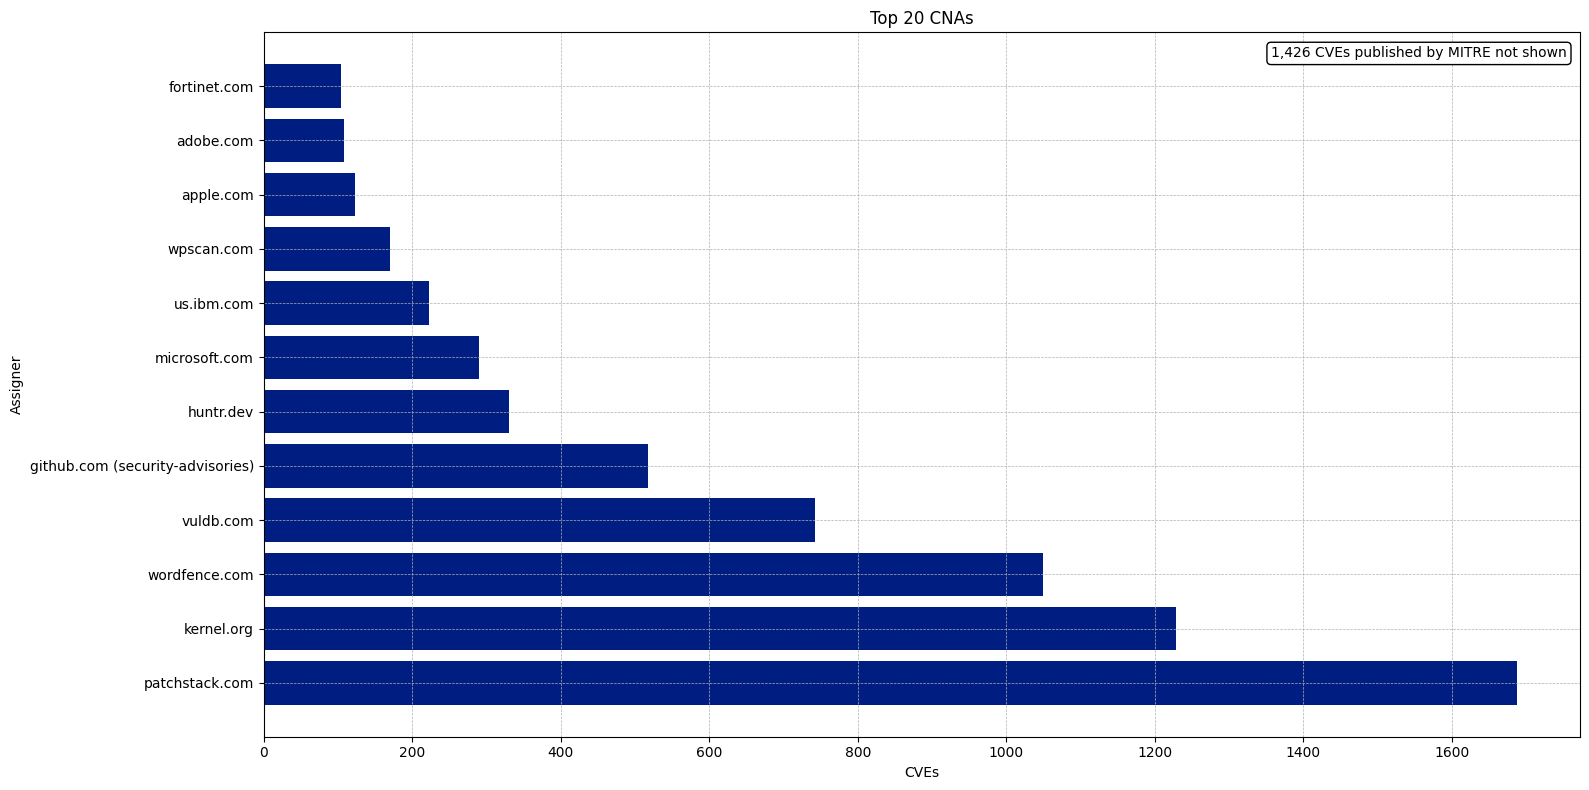 Top 20 CNAs
1,426 CVEs published by MITRE not shown
fortinet.com
adobe.com
apple.com
wpscan.com
us.ibm.com
microsoft.com
huntr.dev
github.com (security-advisories)
vuldb.com
wordfence.com
kernel.org
patchstack.com
Assigner
0 200 400 600 800 1000 1200 1400 1600
CVEs